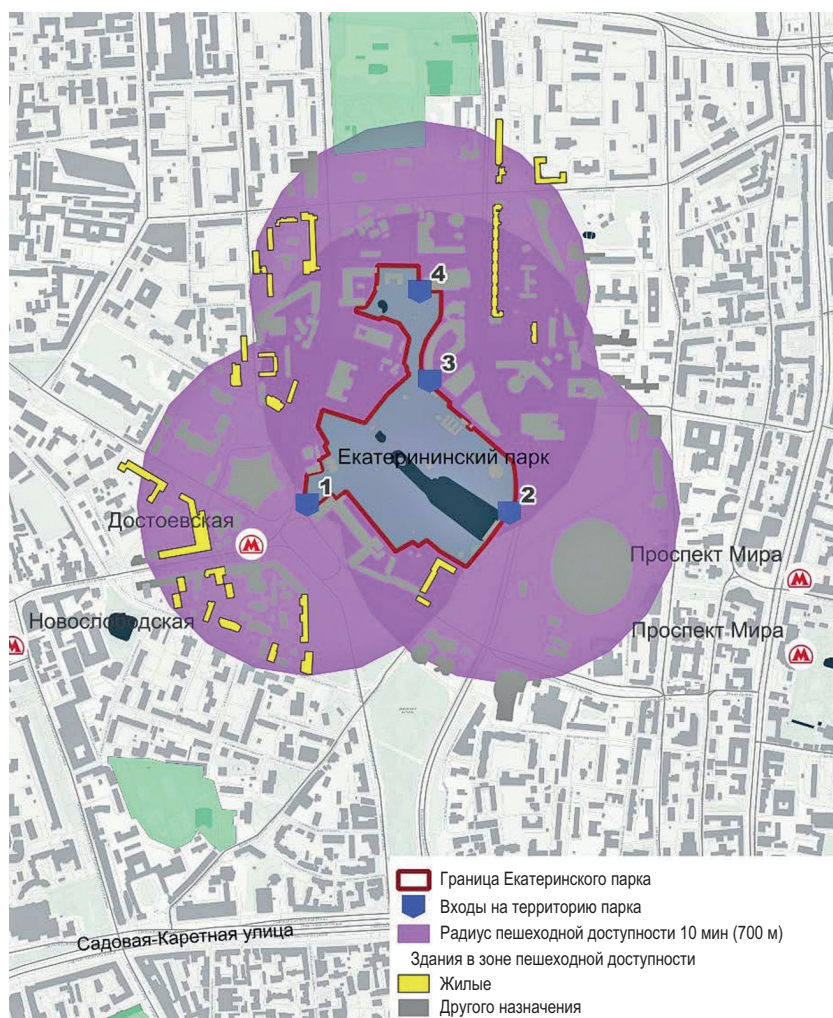 4
3
Екатерининский парк
1
2
Достоевская
Проспект Мира
Новослободская
Проспект Мира
Садовая-Каретная улица
Граница Екатеринского парка
Входы на территорию парка
Радиус пешеходной доступности 10 мин (700 м)
Здания в зоне пешеходной доступности
Жилые
Другого назначения